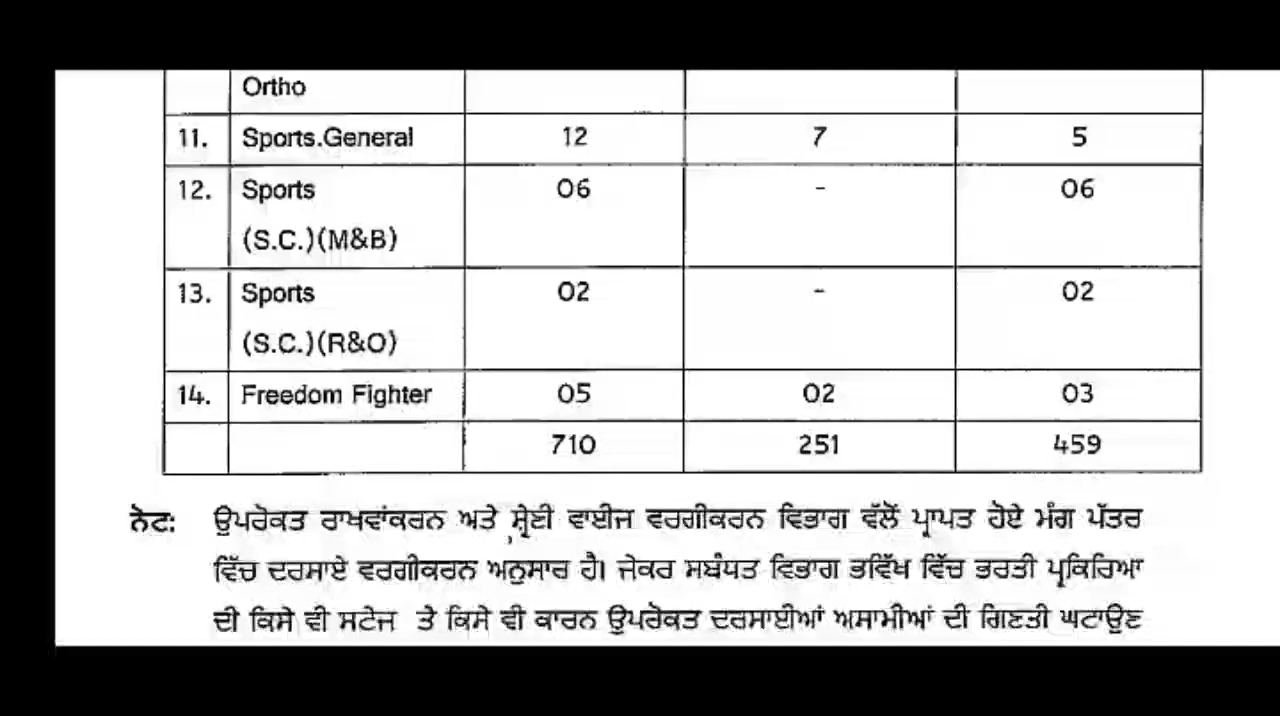 Ortho
11. Sports.General 12 7 5
12. Sports 06 - 06
(S.C.)(M&B)
13. Sports 02 - 02
(S.C.)(R&O)
14. Freedom Fighter 05 02 03
710 251 459
ਨੋਟ: ਉਪਰੋਕਤ ਰਾਖਵਾਂਕਰਨ ਅਤੇ ,ਸ਼੍ਰੇਣੀ ਵਾਈਜ ਵਰਗੀਕਰਨ ਵਿਭਾਗ ਵੱਲੋਂ ਪ੍ਰਾਪਤ ਹੋਏ ਮੰਗ ਪੱਤਰ
ਵਿੱਚ ਦਰਸਾਏ ਵਰਗੀਕਰਨ ਅਨੁਸਾਰ ਹੈ। ਜੇਕਰ ਸਬੰਧਤ ਵਿਭਾਗ ਭਵਿੱਖ ਵਿੱਚ ਭਰਤੀ ਪ੍ਰਕਿਰਿਆ
ਦੀ ਕਿਸੇ ਵੀ ਸਟੇਜ ਤੇ ਕਿਸੇ ਵੀ ਕਾਰਨ ਉਪਰੋਕਤ ਦਰਸਾਈਆਂ ਅਸਾਮੀਆਂ ਦੀ ਗਿਣਤੀ ਘਟਾਉਣ